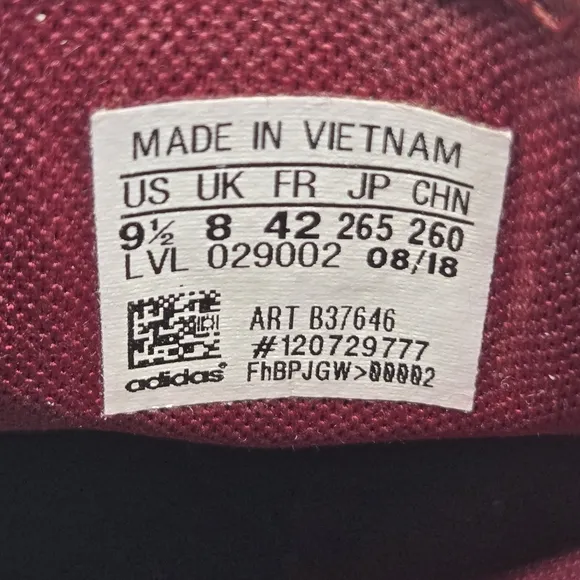 MADE IN VIETNAM
US UK FR JP CHN
9½ 8 42 265 260
LVL 029002 08/18
ART B37646
#120729777
adidas FhBPJGW>00002